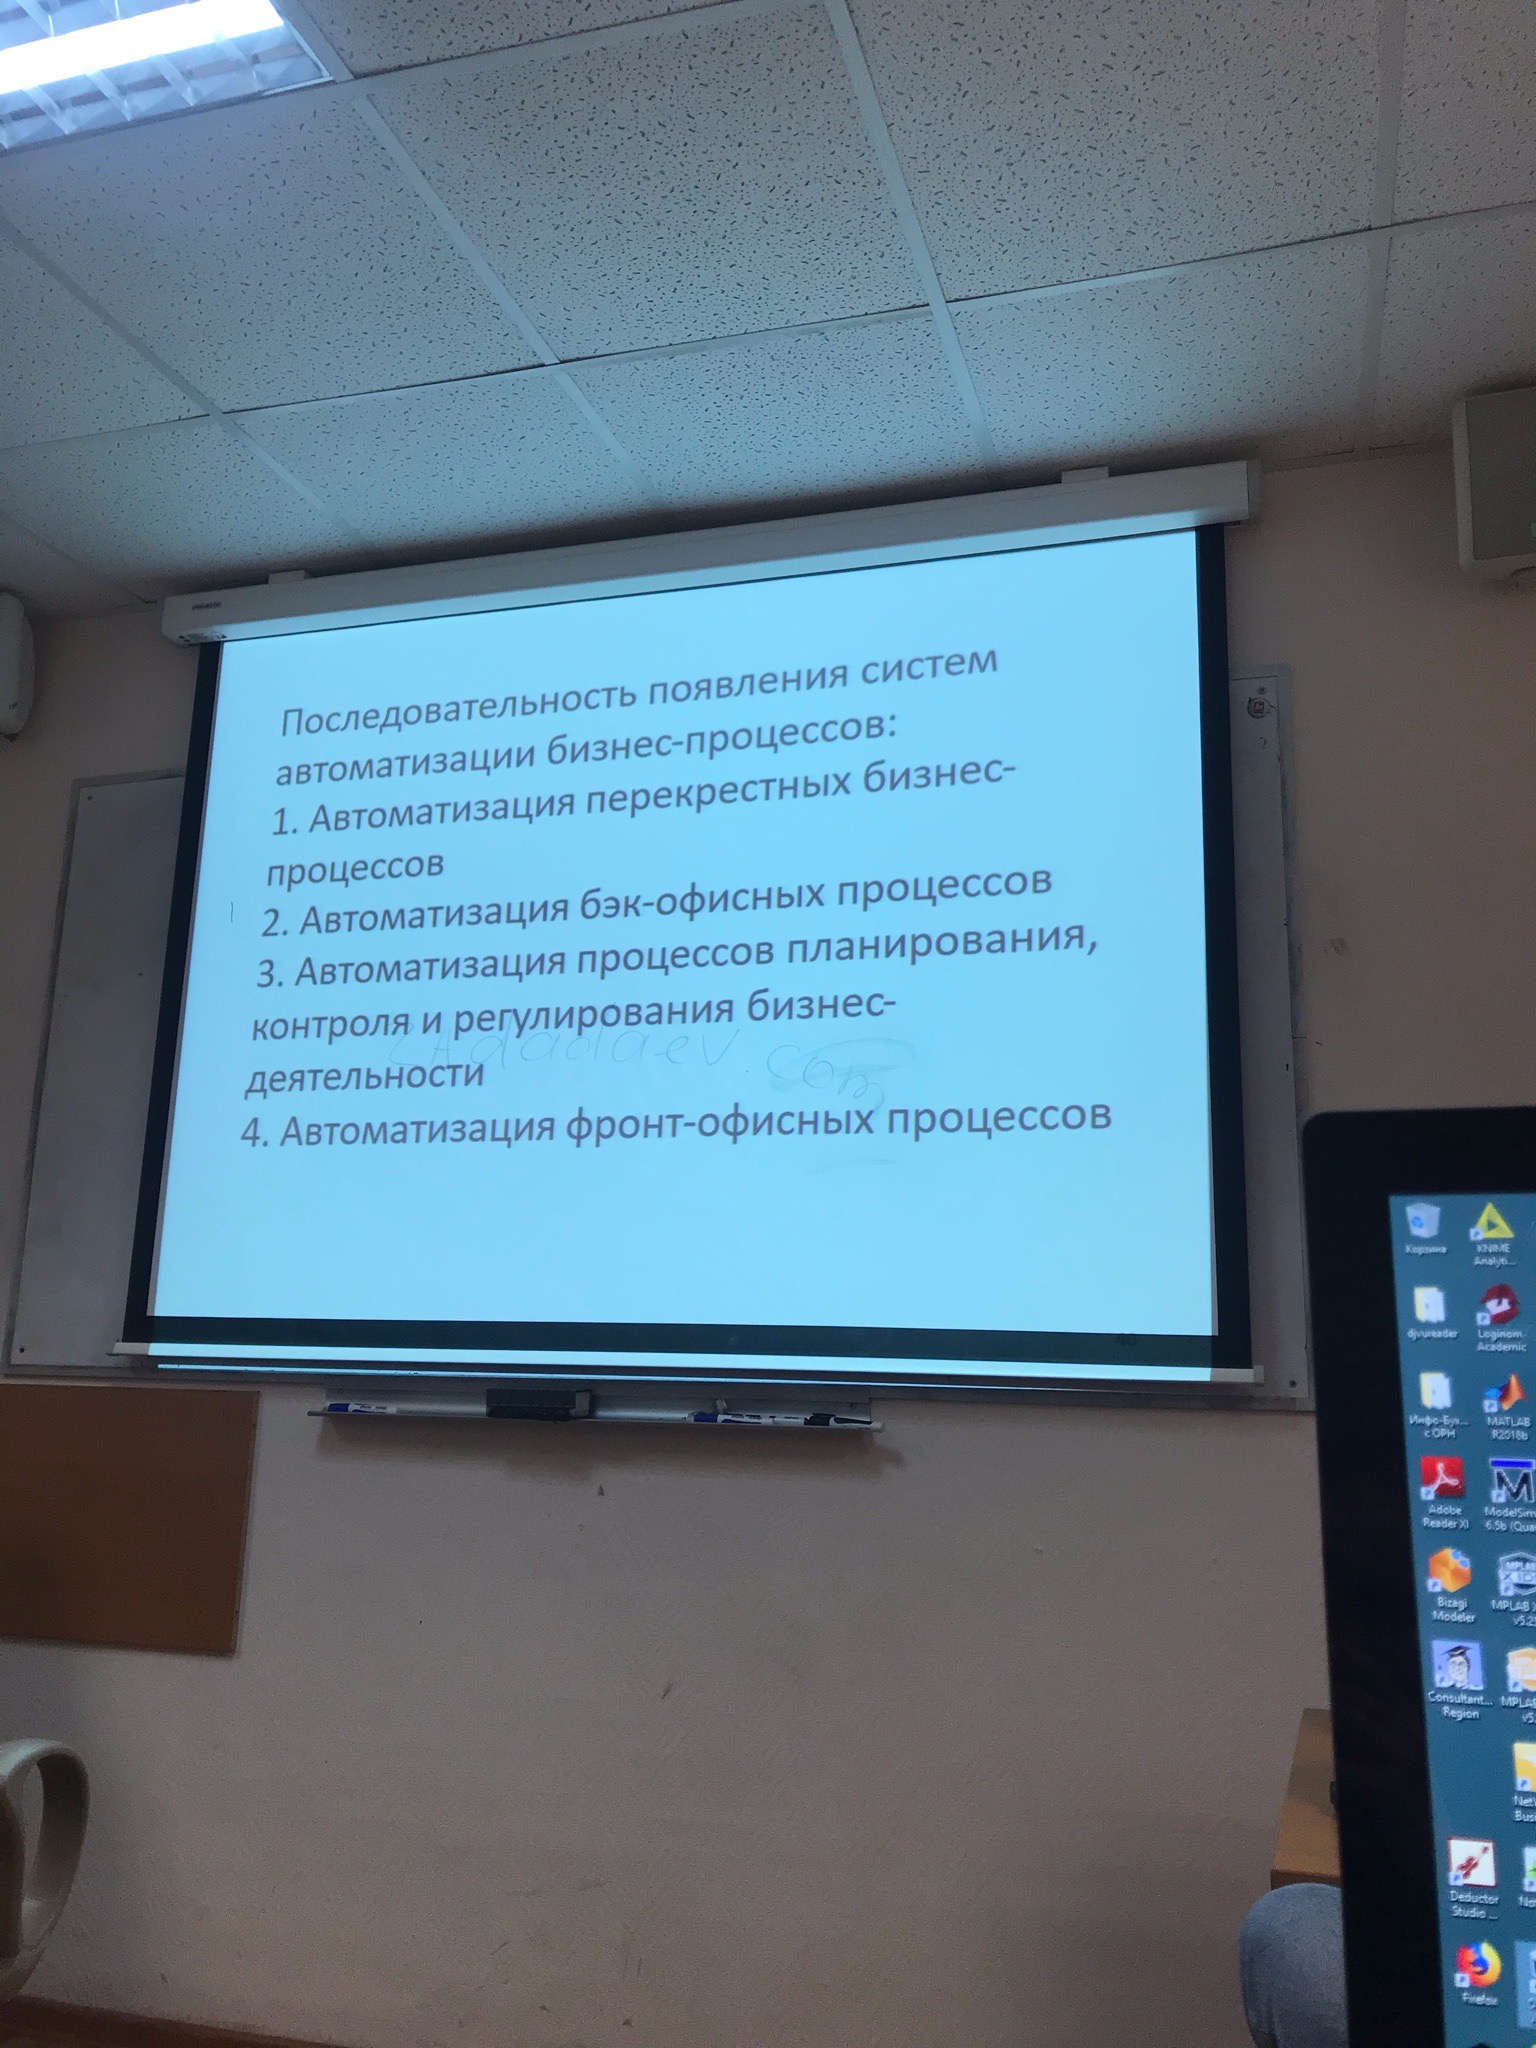 Последовательность появления систем
автоматизации бизнес-процессов:
1. Автоматизация перекрестных бизнес-
процессов
2. Автоматизация бэк-офисных процессов
3. Автоматизация процессов планирования,
контроля и регулирования бизнес-
деятельности
4. Автоматизация фронт-офисных процессов
Корзина
KNIME
Analyti...
djvureader
Loginom
Academic
Инфо-Бух...
с ОРН
MATLAB
R2018b
Adobe
Reader XI
ModelSim
6.5b (Qua
Bizagi
Modeler
MPLAB
v5.2
Consultant...
Region
MPLA
v5.
Net
Busi
Deductor
Studio ...
Firefox